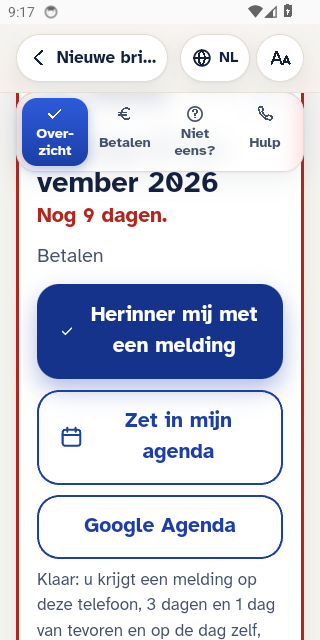 9:17
Nieuwe bri...
NL
AA
Over-
zicht
€
Betalen
Niet
eens?
Hulp
vember 2026
Nog 9 dagen.
Betalen
Herinner mij met
een melding
Zet in mijn
agenda
Google Agenda
Klaar: u krijgt een melding op
deze telefoon, 3 dagen en 1 dag
van tevoren en op de dag zelf,